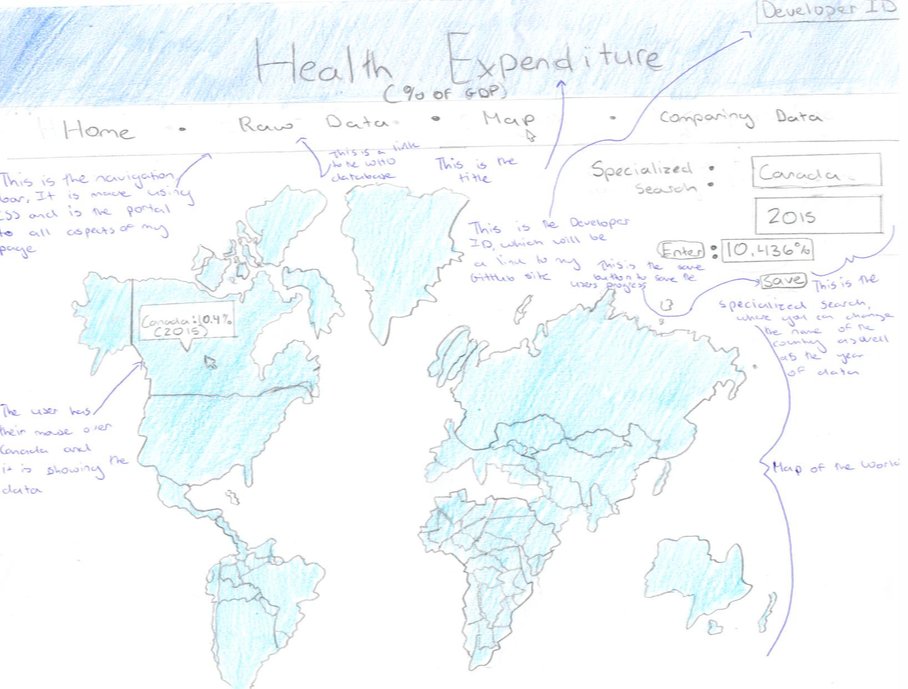 Developer ID
Health Expenditure
(% of GDP)
Home • Raw Data • Map • Comparing Data
This is a link
to the WHO
database
This is the
title
This is the navigation
bar, It is made using
CSS and is the portal
to all aspects of my
page
Specialized
Search
:
Canada
2015
Enter : 10.436%
save
This is the Developer
ID, which will be
a link to my
GitHub site
This is the save
button to save the
users progress
This is the
specialized search,
where you can change
the name of the
country as well
as the year
of data
Canada: 10.4%
(2015)
The user has
their mouse over
Canada and
it is showing the
data
Map of the World